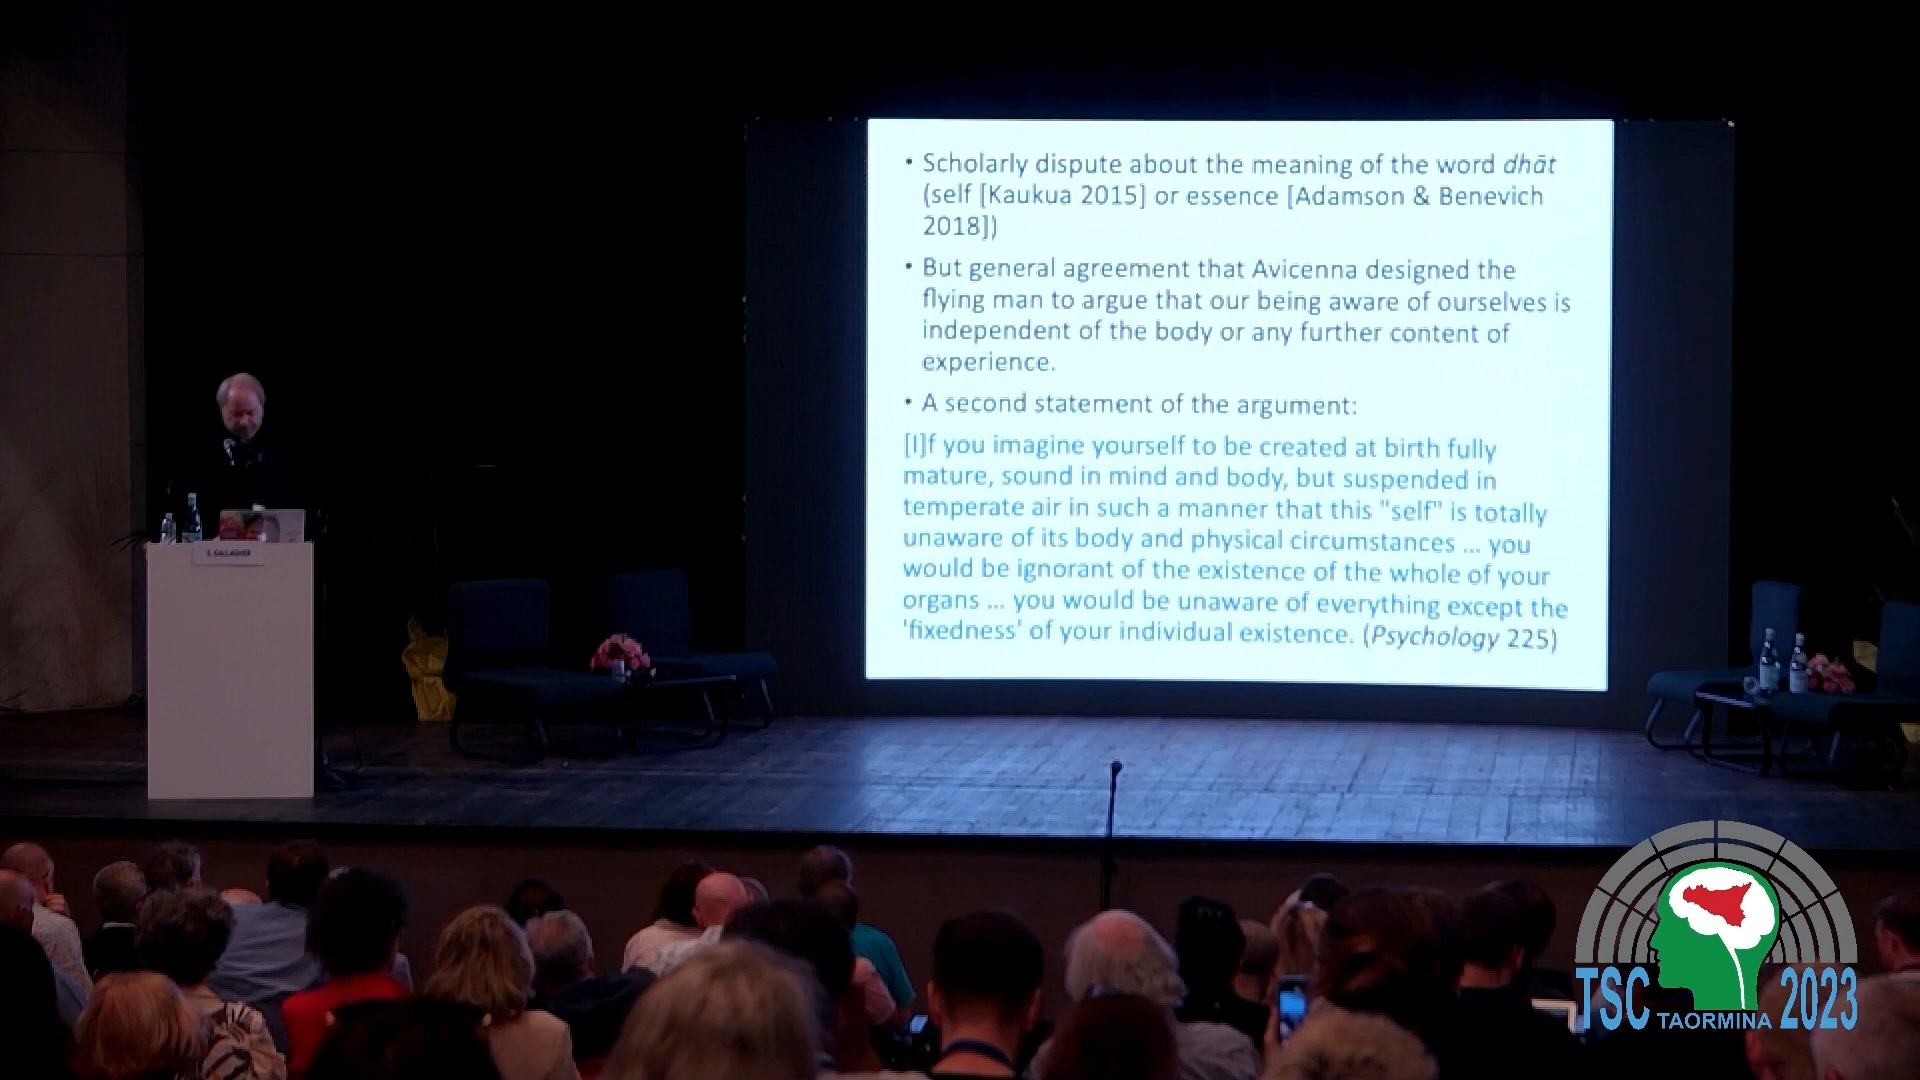 • Scholarly dispute about the meaning of the word dhāt
(self [Kaukua 2015] or essence [Adamson & Benevich
2018])
• But general agreement that Avicenna designed the
flying man to argue that our being aware of ourselves is
independent of the body or any further content of
experience.
• A second statement of the argument:
[I]f you imagine yourself to be created at birth fully
mature, sound in mind and body, but suspended in
temperate air in such a manner that this "self" is totally
unaware of its body and physical circumstances ... you
would be ignorant of the existence of the whole of your
organs ... you would be unaware of everything except the
'fixedness' of your individual existence. (Psychology 225)
S. GALLAGHER
TSC TAORMINA 2023